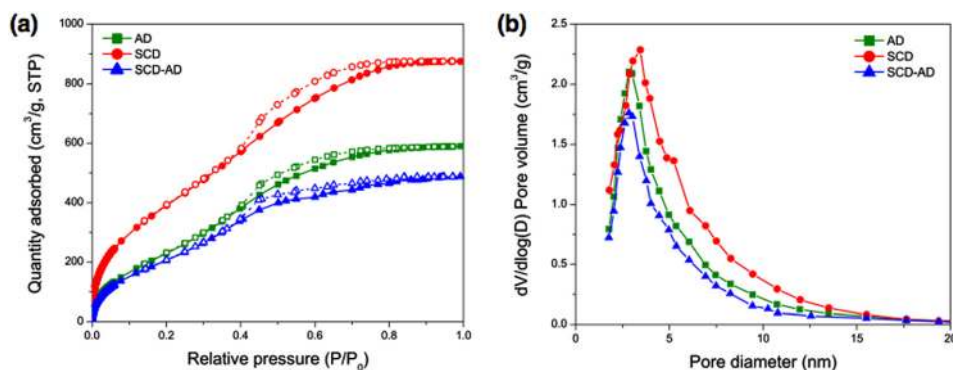 (a)
AD
SCD
SCD-AD
Quantity adsorbed (cm³/g, STP)
1000
800
600
400
200
0
0.0 0.2 0.4 0.6 0.8 1.0
Relative pressure (P/P₀)
(b)
AD
SCD
SCD-AD
dV/dlog(D) Pore volume (cm³/g)
2.5
2.0
1.5
1.0
0.5
0.0
0 5 10 15 20
Pore diameter (nm)